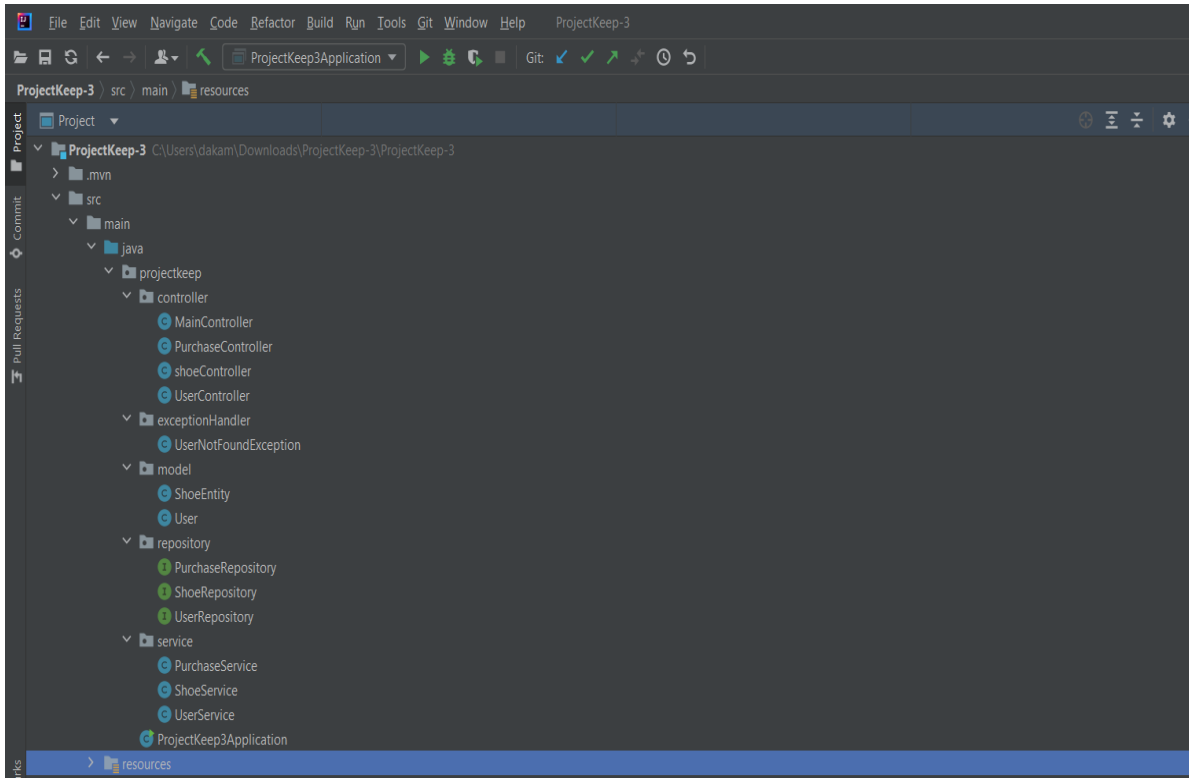 File Edit View Navigate Code Refactor Build Run Tools Git Window Help ProjectKeep-3
ProjectKeep3Application Git:
ProjectKeep-3 src main resources
Project
Project
Commit
Pull Requests
ProjectKeep-3 C:\Users\dakam\Downloads\ProjectKeep-3\ProjectKeep-3
.mvn
src
main
java
projectkeep
controller
MainController
PurchaseController
shoeController
UserController
exceptionHandler
UserNotFoundException
model
ShoeEntity
User
repository
PurchaseRepository
ShoeRepository
UserRepository
service
PurchaseService
ShoeService
UserService
ProjectKeep3Application
resources